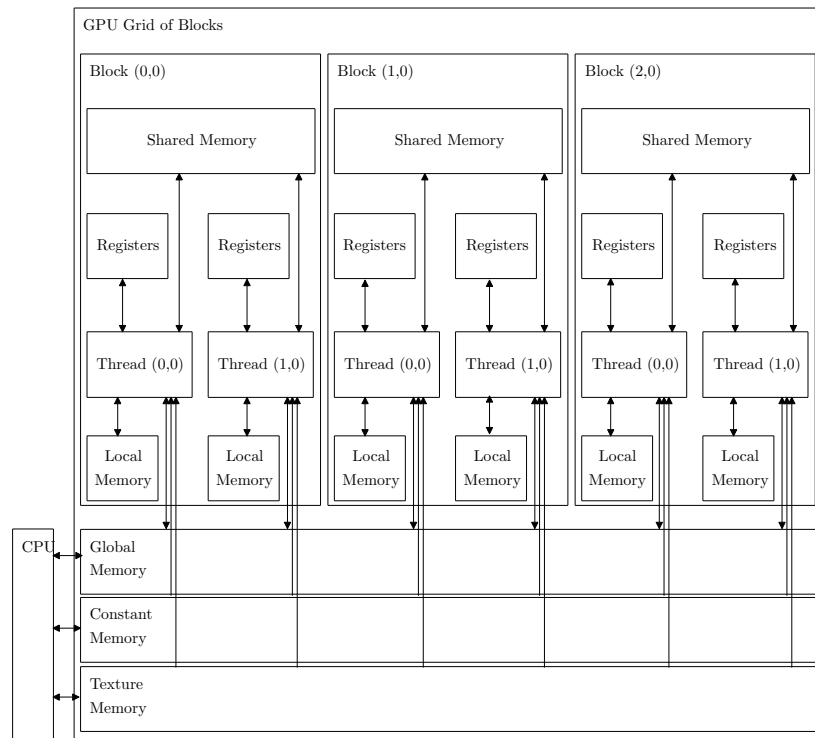 GPU Grid of Blocks
Block (0,0)
Block (1,0)
Block (2,0)
Shared Memory
Shared Memory
Shared Memory
Registers
Registers
Registers
Registers
Registers
Registers
Thread (0,0)
Thread (1,0)
Thread (0,0)
Thread (1,0)
Thread (0,0)
Thread (1,0)
Local
Memory
Local
Memory
Local
Memory
Local
Memory
Local
Memory
Local
Memory
CPU
Global
Memory
Constant
Memory
Texture
Memory